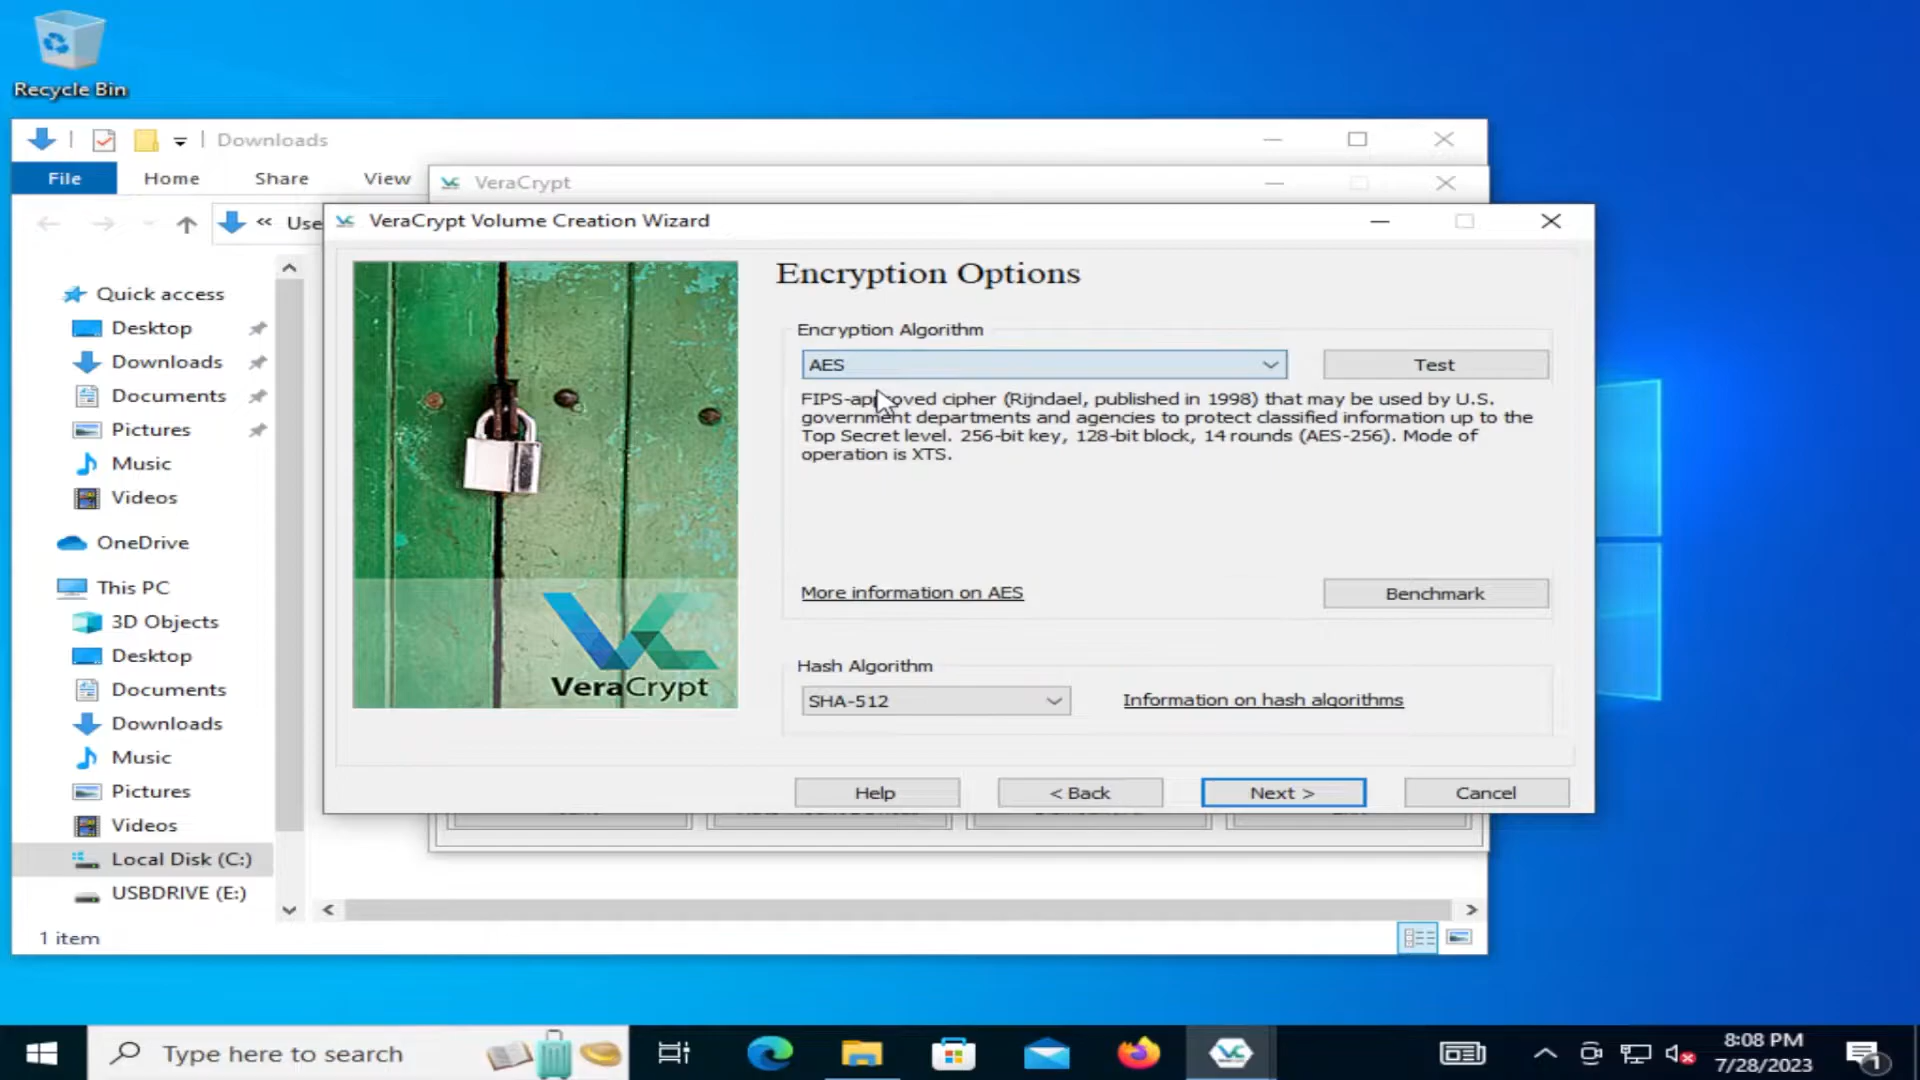 Recycle Bin
Downloads
File
Home
Share
View
VeraCrypt
« Use
VeraCrypt Volume Creation Wizard
Quick access
Desktop
Downloads
Documents
Pictures
Music
Videos
OneDrive
This PC
3D Objects
Desktop
Documents
Downloads
Music
Pictures
Videos
Local Disk (C:)
USBDRIVE (E:)
1 item
VeraCrypt
Encryption Options
Encryption Algorithm
AES
Test
FIPS-approved cipher (Rijndael, published in 1998) that may be used by U.S.
government departments and agencies to protect classified information up to the
Top Secret level. 256-bit key, 128-bit block, 14 rounds (AES-256). Mode of
operation is XTS.
More information on AES
Benchmark
Hash Algorithm
SHA-512
Information on hash algorithms
Help
< Back
Next >
Cancel
Type here to search
8:08 PM
7/28/2023
1